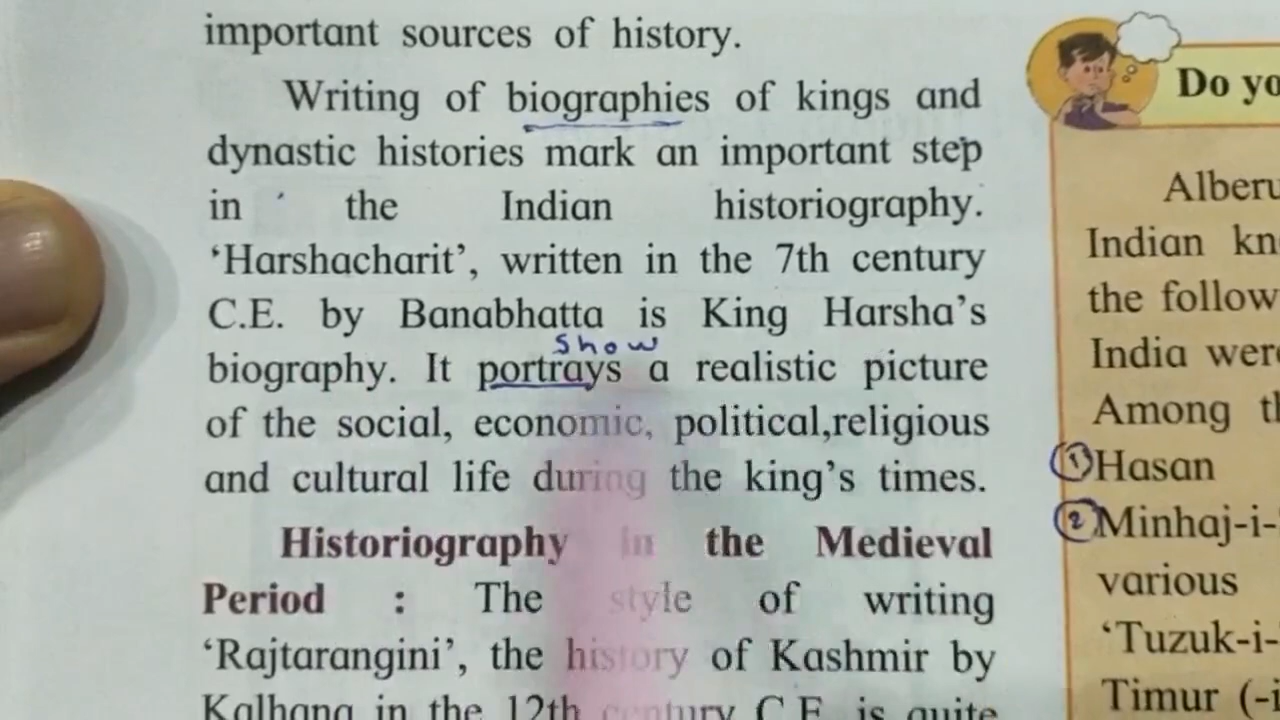 important sources of history.
Writing of biographies of kings and
dynastic histories mark an important step
in the Indian historiography.
‘Harshacharit’, written in the 7th century
C.E. by Banabhatta is King Harsha’s
show
biography. It portrays a realistic picture
of the social, economic, political,religious
and cultural life during the king’s times.
Historiography in the Medieval
Period : The style of writing
‘Rajtarangini’, the history of Kashmir by
Kalhana in the 12th century C.E. is quite
Do yo
Alberu
Indian kn
the follow
India were
Among th
1 Hasan
2 Minhaj-i-
various
‘Tuzuk-i-
Timur (-i